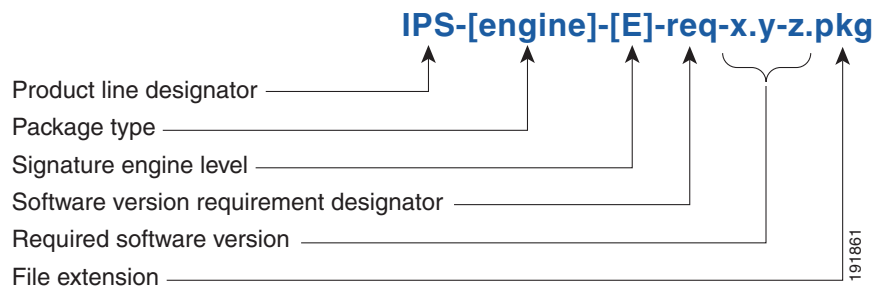 IPS-[engine]-[E]-req-x.y-z.pkg
Product line designator
Package type
Signature engine level
Software version requirement designator
Required software version
File extension
191861